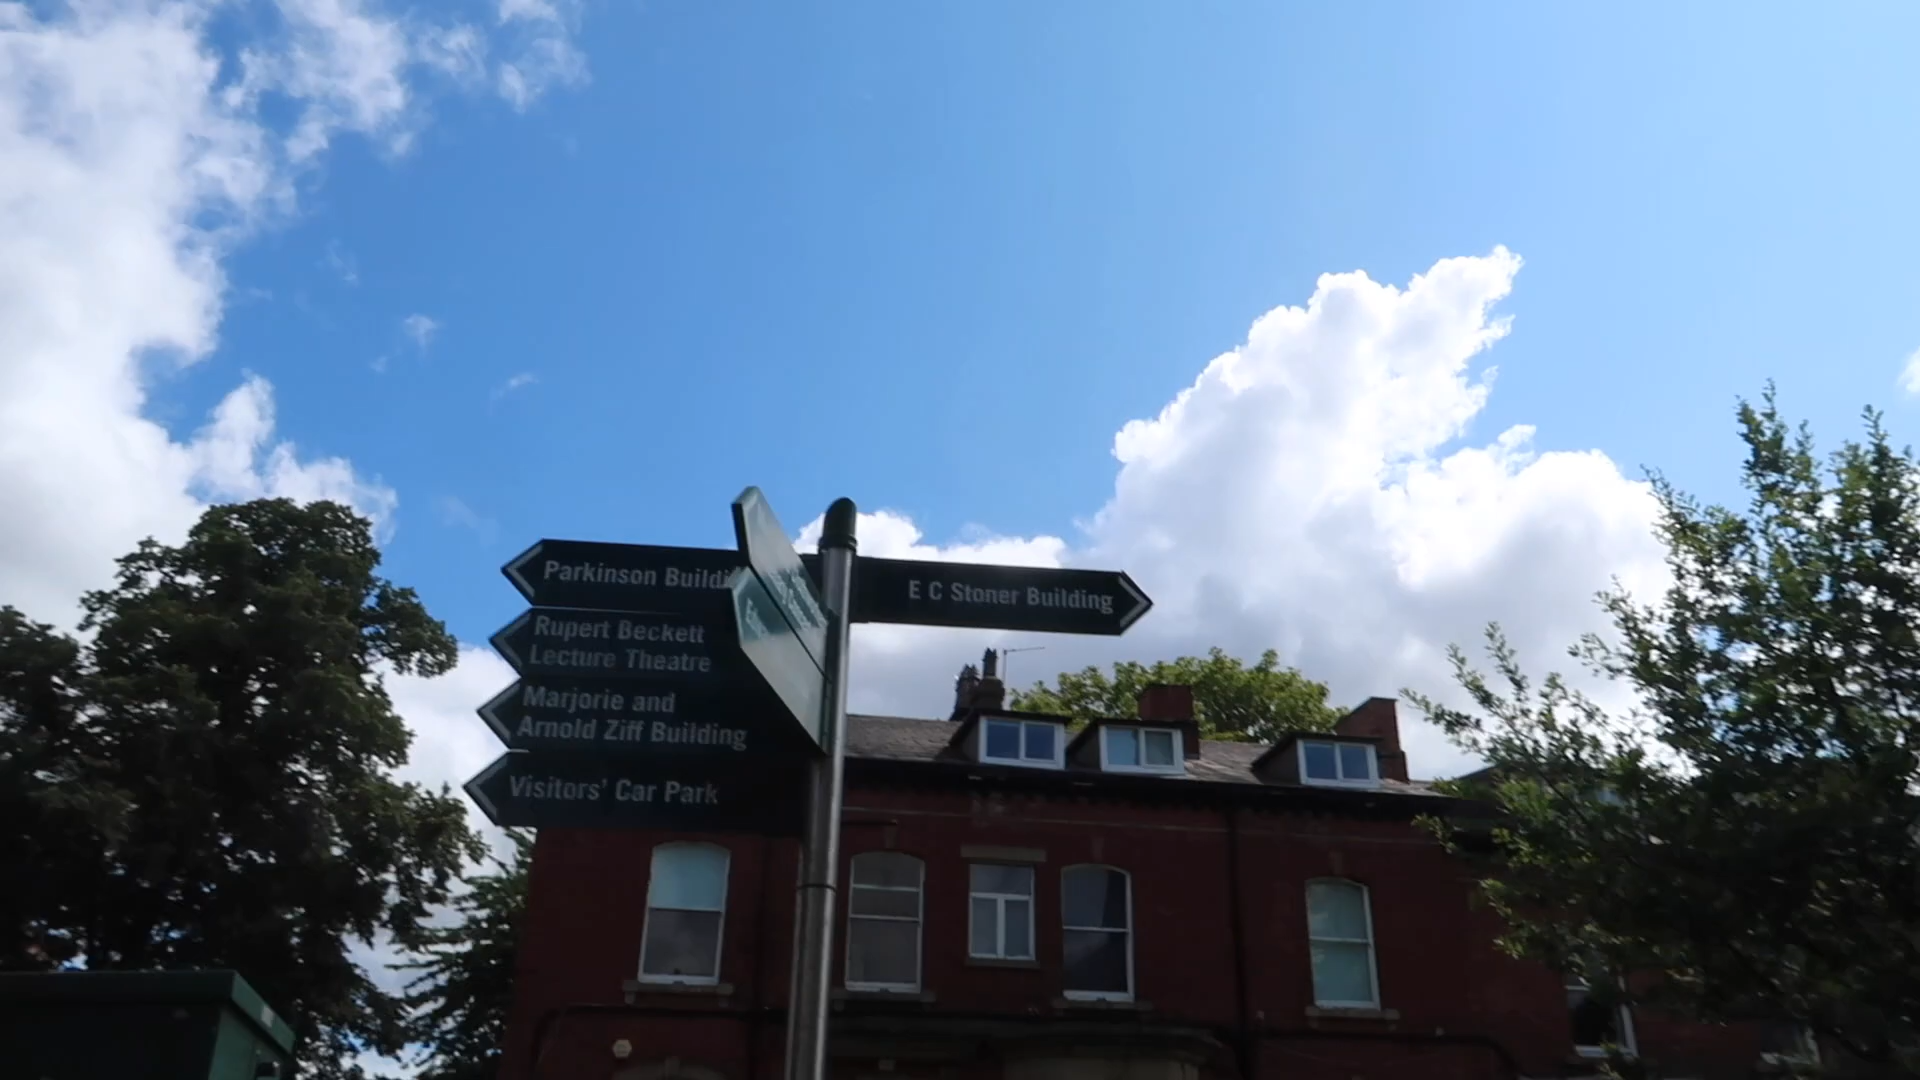 Parkinson Buildi
E C Stoner Building
Rupert Beckett
Lecture Theatre
Marjorie and
Arnold Ziff Building
Visitors' Car Park